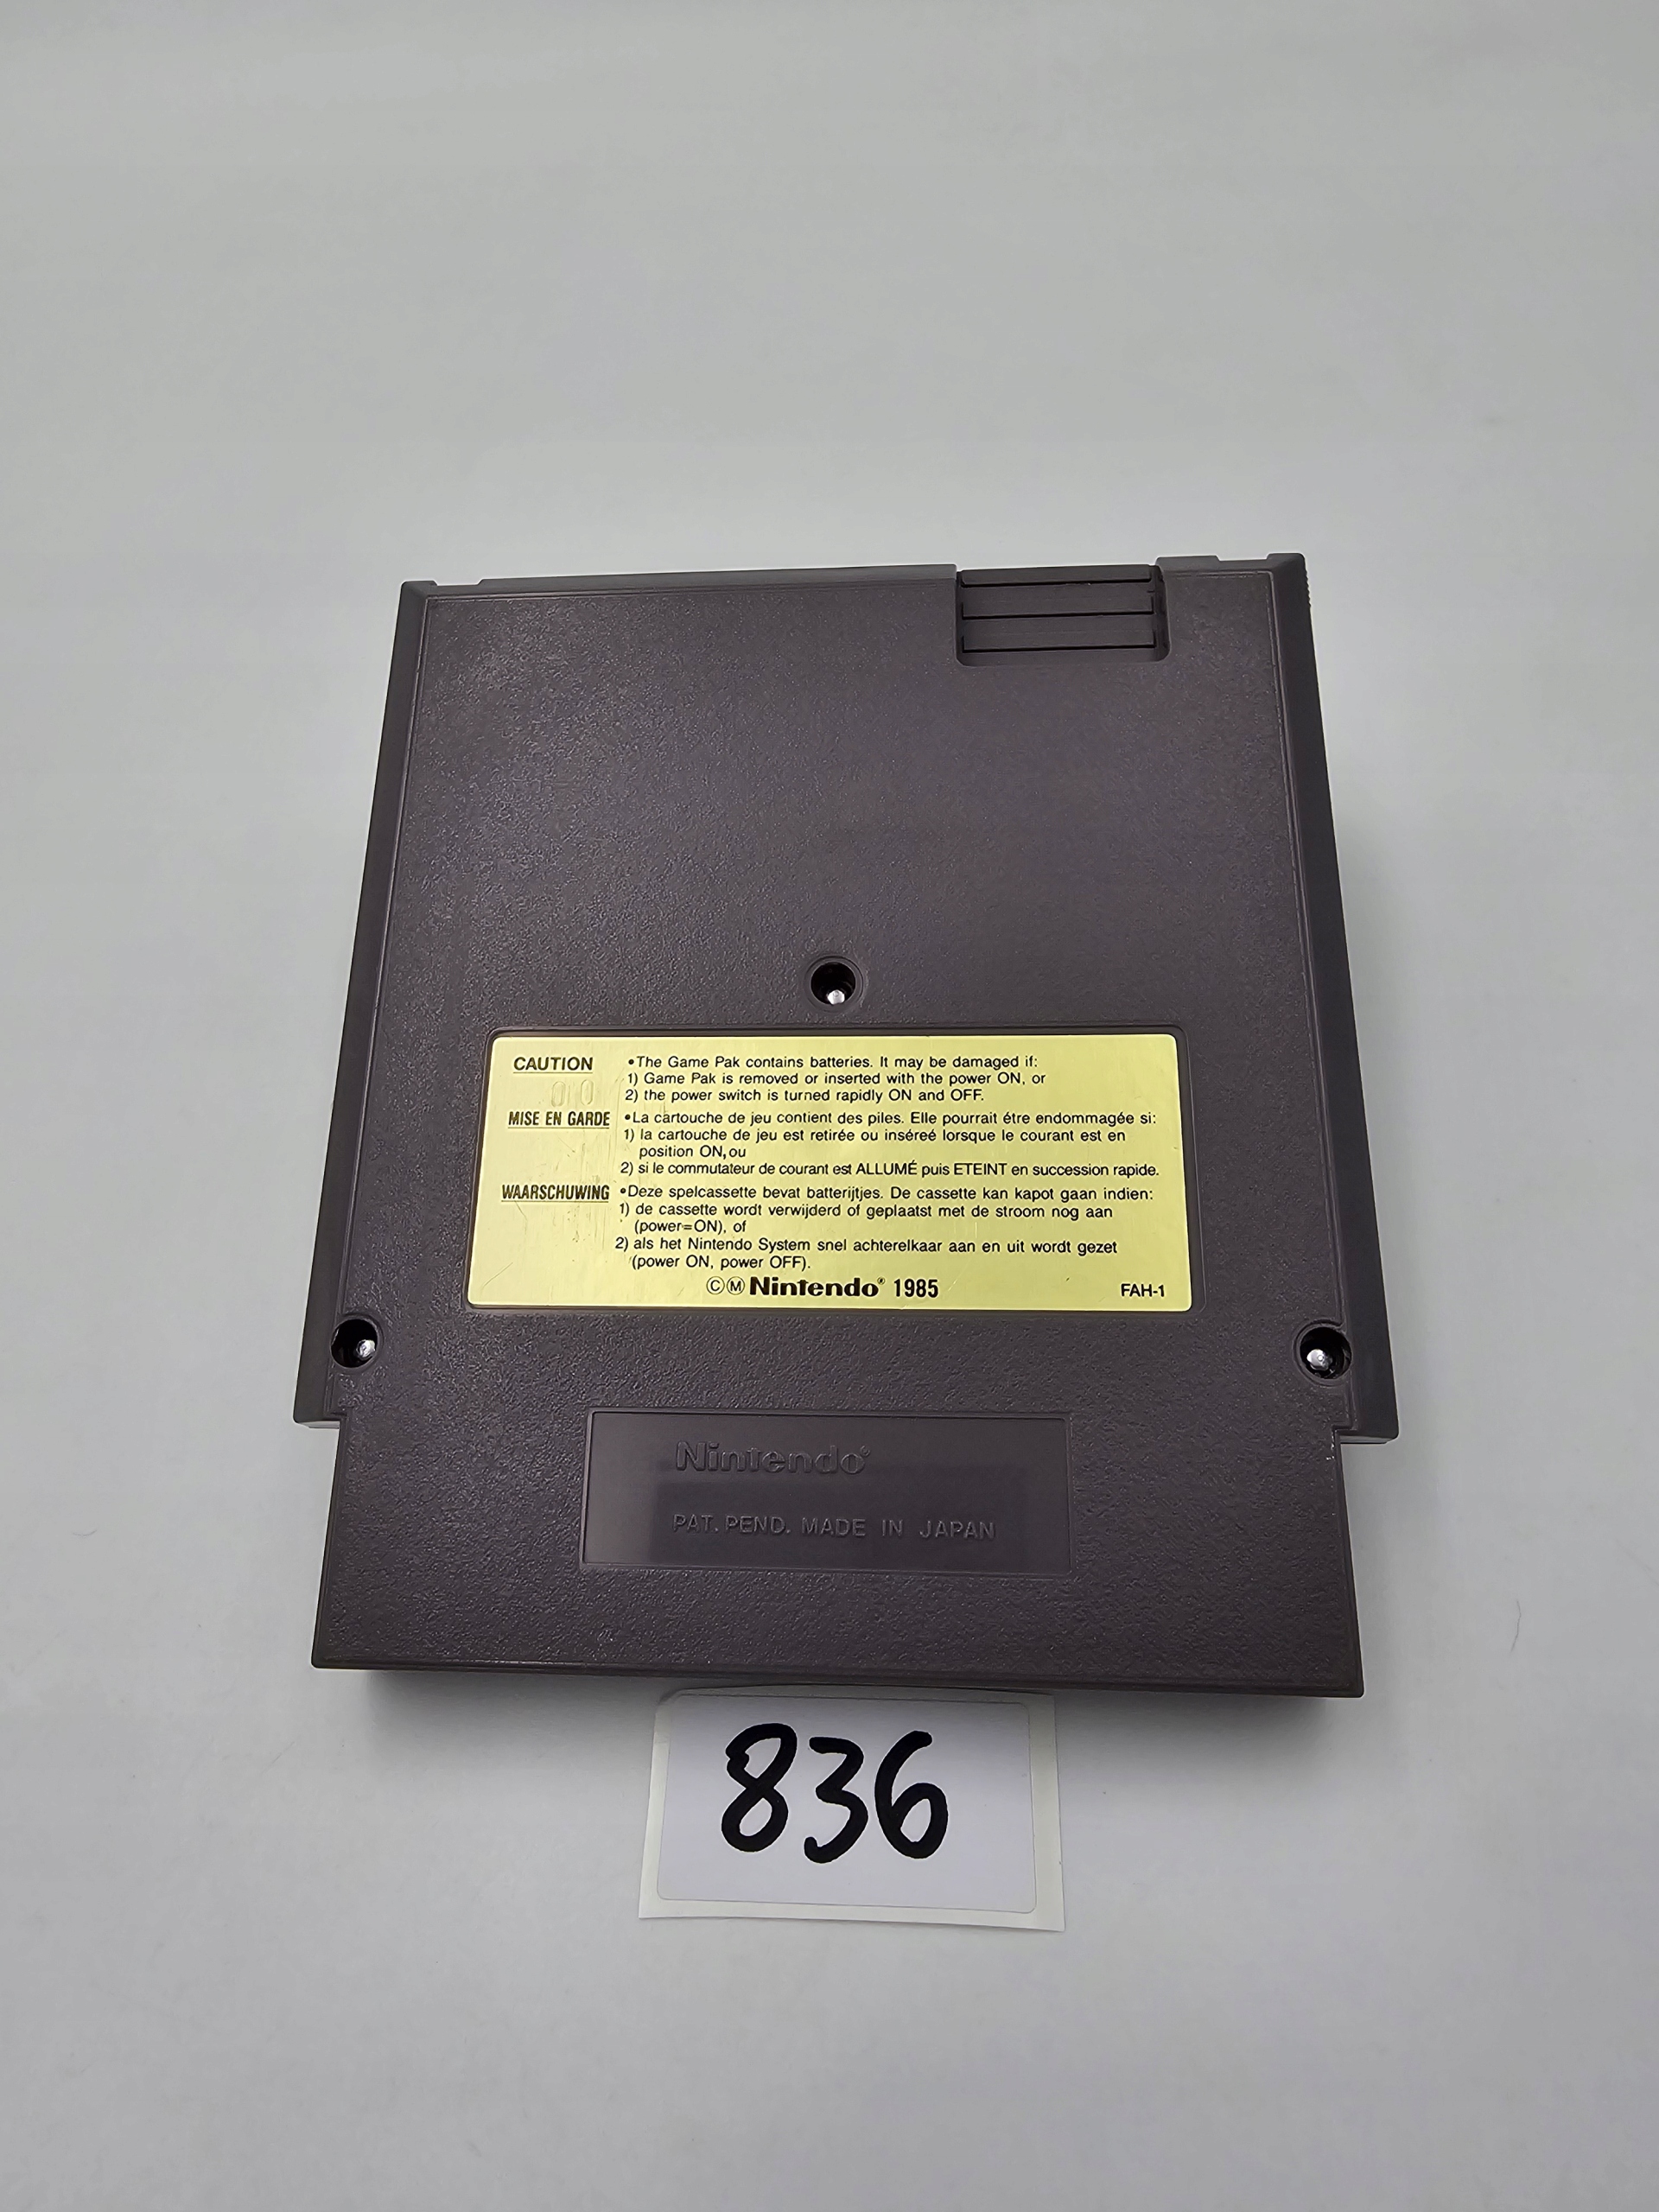 CAUTION •The Game Pak contains batteries. It may be damaged if:
1) Game Pak is removed or inserted with the power ON, or
2) the power switch is turned rapidly ON and OFF.
MISE EN GARDE •La cartouche de jeu contient des piles. Elle pourrait étre endommagée si:
1) la cartouche de jeu est retirée ou inséreé lorsque le courant est en
position ON, ou
2) si le commutateur de courant est ALLUMÉ puis ETEINT en succession rapide.
WAARSCHUWING •Deze spelcassette bevat batterijtjes. De cassette kan kapot gaan indien:
1) de cassette wordt verwijderd of geplaatst met de stroom nog aan
(power=ON), of
2) als het Nintendo System snel achterelkaar aan en uit wordt gezet
(power ON, power OFF).
©Ⓜ Nintendo® 1985 FAH-1
Nintendo®
PAT. PEND. MADE IN JAPAN
836